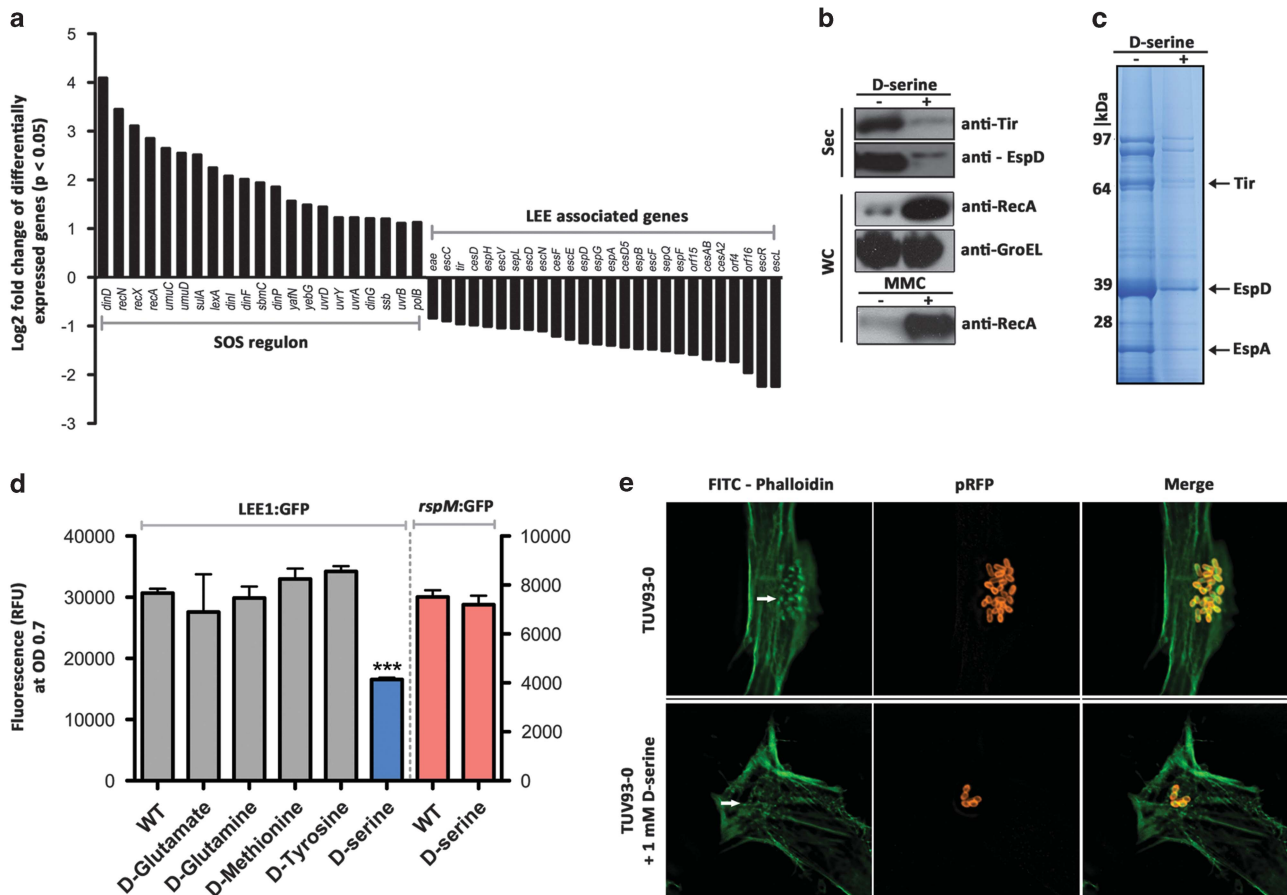 a
5
4
3
2
1
0
-1
-2
-3
Log2 fold change of differentially
expressed genes (p < 0.05)
dinD
recN
recX
recA
umuC
umuD
sulA
lexA
dinI
dinF
sbmC
dinP
yafN
yebG
uvrD
uvrY
uvrA
dinG
ssb
uvrB
polB
SOS regulon
LEE associated genes
eae
escC
tir
cesD
espH
escV
sepL
escD
escN
cesF
escE
espD
espG
espA
cesD5
espB
escF
sepQ
espF
orf15
cesAB
cesA2
orf4
orf16
escR
escL
b
D-serine
- +
Sec
anti-Tir
anti - EspD
WC
anti-RecA
anti-GroEL
MMC
- +
anti-RecA
c
D-serine
- +
|kDa
97
64
39
28
Tir
EspD
EspA
d
LEE1:GFP
rspM:GFP
Fluorescence (RFU)
at OD 0.7
40000
30000
20000
10000
0
***
10000
8000
6000
4000
2000
0
WT
D-Glutamate
D-Glutamine
D-Methionine
D-Tyrosine
D-serine
WT
D-serine
e
FITC - Phalloidin
pRFP
Merge
TUV93-0
TUV93-0
+ 1 mM D-serine